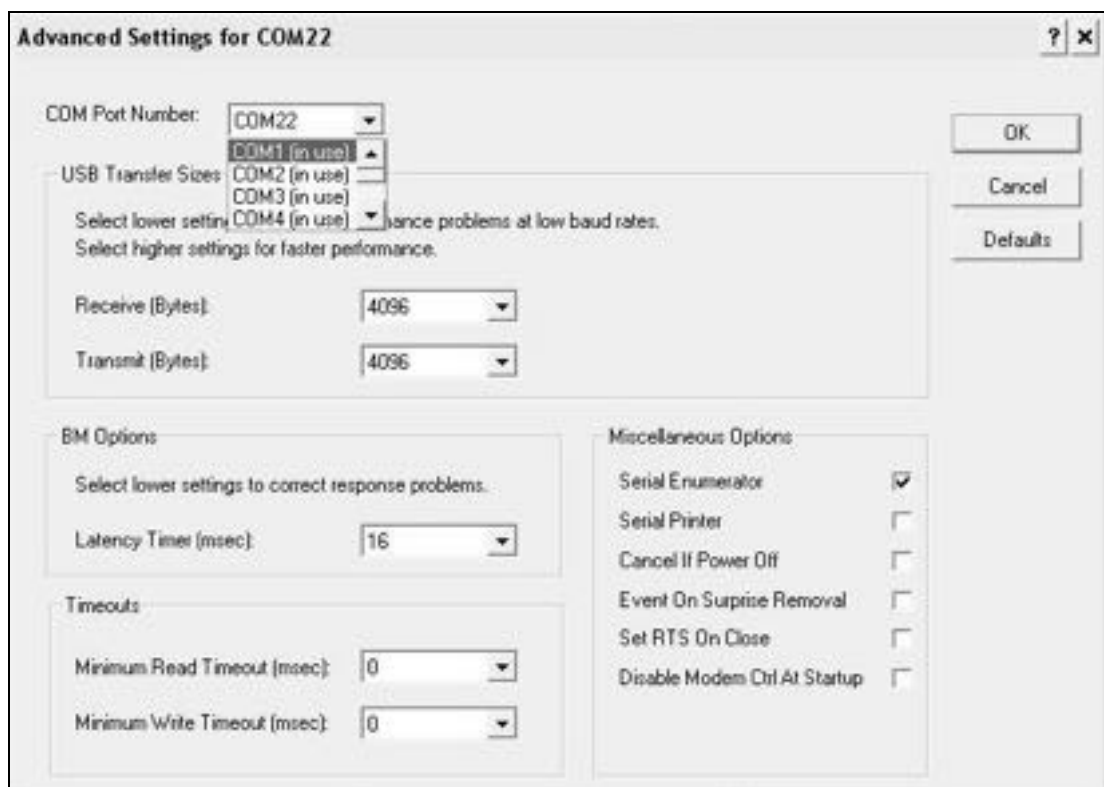 Advanced Settings for COM22
? ×
COM Port Number: COM22
COM1 (in use)
COM2 (in use)
COM3 (in use)
COM4 (in use)
OK
Cancel
Defaults
USB Transfer Sizes
Select lower settin mance problems at low baud rates.
Select higher settings for faster performance.
Receive (Bytes): 4096
Transmit (Bytes): 4096
BM Options
Select lower settings to correct response problems.
Latency Timer (msec): 16
Timeouts
Minimum Read Timeout (msec): 0
Minimum Write Timeout (msec): 0
Miscellaneous Options
Serial Enumerator
Serial Printer
Cancel If Power Off
Event On Surprise Removal
Set RTS On Close
Disable Modem Ctrl At Startup